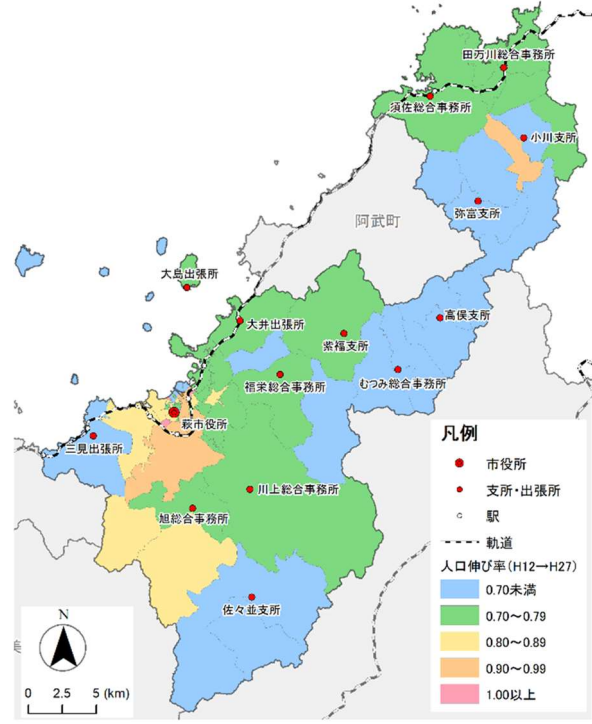 田万川総合事務所
須佐総合事務所
小川支所
弥富支所
阿武町
大島出張所
大井出張所
高俣支所
紫福支所
むつみ総合事務所
福栄総合事務所
萩市役所
三見出張所
川上総合事務所
旭総合事務所
佐々並支所
凡例
市役所
支所・出張所
駅
軌道
人口伸び率(H12→H27)
0.70未満
0.70～0.79
0.80～0.89
0.90～0.99
1.00以上
N
0 2.5 5 (km)